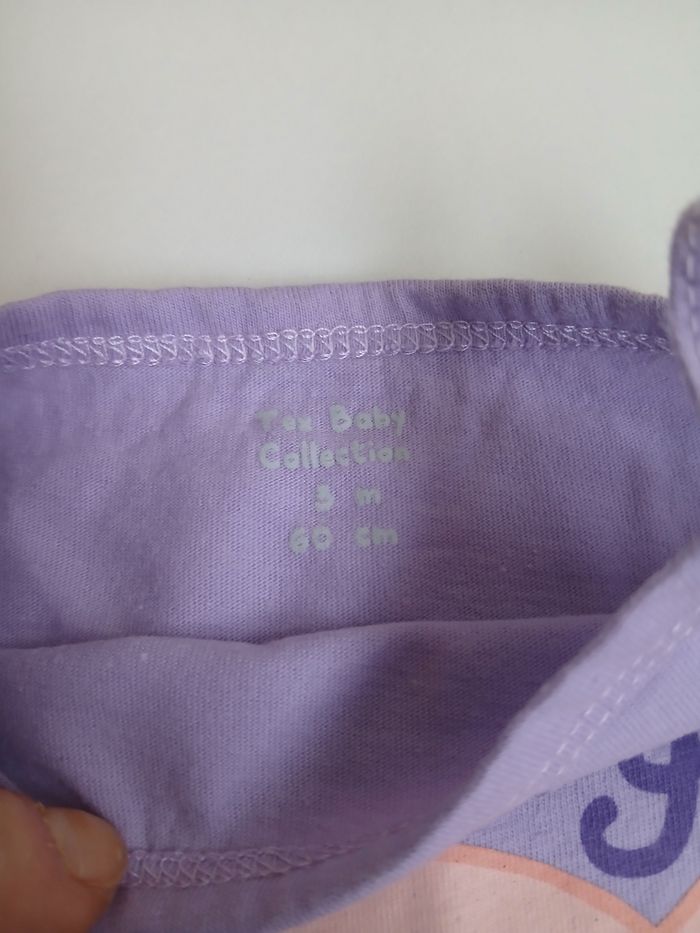 Tex Baby
Collection
3 m
60 cm